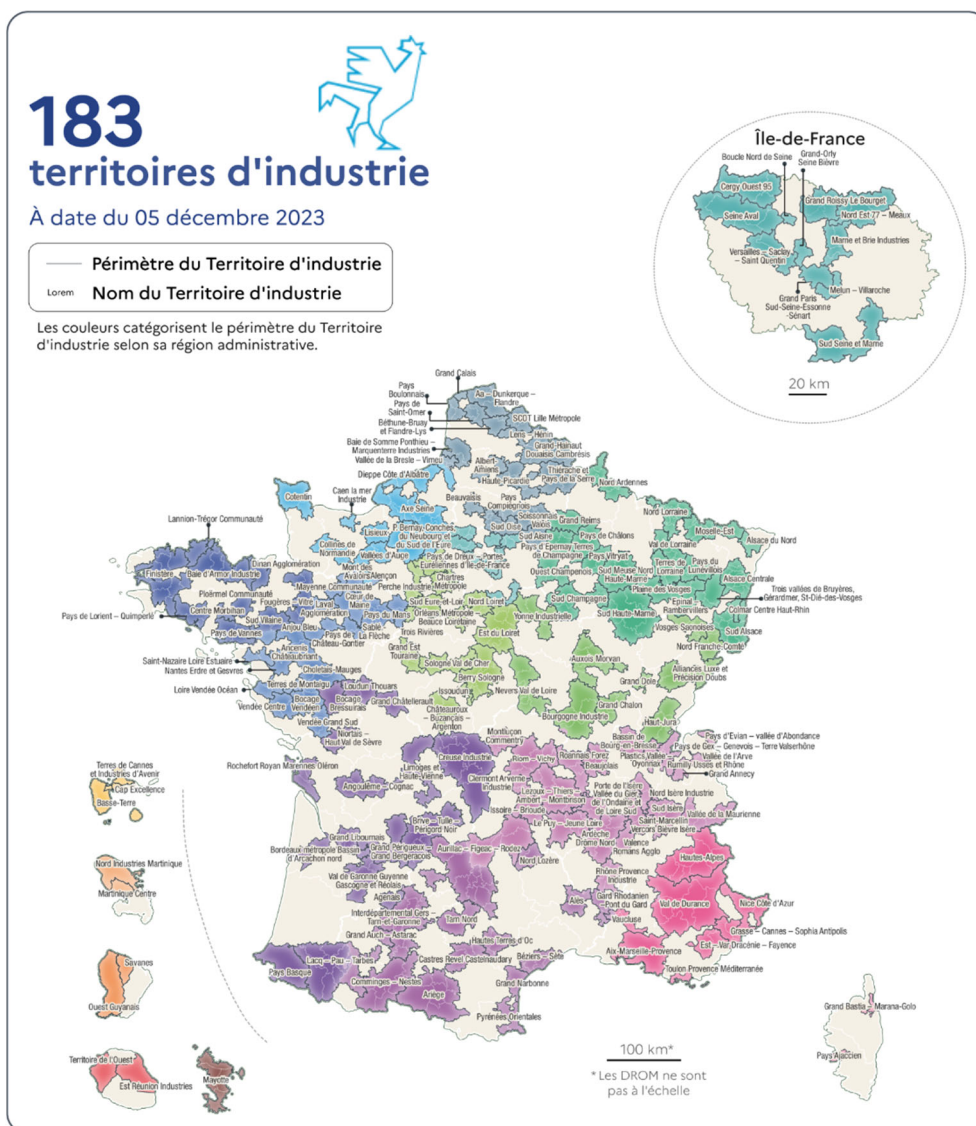 183
territoires d'industrie
À date du 05 décembre 2023
Périmètre du Territoire d'industrie
Lorem
Nom du Territoire d'industrie
Les couleurs catégorisent le périmètre du Territoire
d'industrie selon sa région administrative.
Île-de-France
Boucle Nord de Seine
Grand-Orly
Seine Bièvre
Cergy Ouest 95
Grand Roissy Le Bourget
Seine Aval
Nord Est 77 – Meaux
Marne et Brie Industries
Versailles – Saclay
– Saint Quentin
Melun – Villaroche
Grand Paris
Sud-Seine-Essonne
-Sénart
Sud Seine et Marne
20 km
Grand Calais
Pays
Boulonnais
Aa – Dunkerque –
Flandre
Pays de
Saint-Omer
SCOT Lille Métropole
Béthune-Bruay
et Flandre-Lys
Lens – Hénin
Baie de Somme Ponthieu –
Marquenterre Industries
Vallée de la Bresle – Vimeu
Grand-Hainaut
Douaisis Cambrésis
Albert-
Amiens
Thiérache et
Pays de la Serre
Dieppe Côte d'Albâtre
Haute-Picardie
Nord Ardennes
Cotentin
Caen la mer
Industrie
Beauvaisis
Pays
Compiégnois
Axe Seine
Soissonnais
Valois
Nord Lorraine
Lannion-Trégor Communauté
Lisieux
P. Bernay-Conches
du Neubourg et
du Sud de l'Eure
Sud Oise
Sud Aisne
Grand Reims
Moselle-Est
Pays de Châlons
Val de Lorraine
Alsace du Nord
Collines de
Normandie
Vallées d'Auge
Pays d'Epernay Terres
de Champagne
Pays Vitryat
Finistère
Baie d'Armor Industrie
Dinan Agglomération
Mont des
Avaloirs
Alençon
Pays de Dreux – Portes
Euréliennes d'Île-de-France
Ouest Champenois
Sud Meuse Nord
Haute-Marne
Terres de
Lorraine
Pays du
Lunévillois
Alsace Centrale
Ploërmel Communauté
Mayenne Communauté
Perche Industrie
Chartres
Métropole
Plaine des Vosges
Trois vallées de Bruyères,
Gérardmer, St-Dié-des-Vosges
Centre Morbihan
Fougères
Vitré
Laval
Agglomération
Cœur de
Maine
Sud Eure-et-Loir
Nord Loiret
Sud Champagne
Epinal
Rambervillers
Colmar Centre Haut-Rhin
Pays de Lorient – Quimperlé
Sud Vilaine
Pays du Mans
Orléans Métropole
Beauce Loretaine
Yonne Industrielle
Sud Haute-Marne
Vosges Saônoises
Sud Alsace
Pays de Vannes
Anjou Bleu
Pays de
La Flèche
Sablé
Trois Rivières
Est du Loiret
Nord Franche-Comté
Château-Gontier
Ancenis
Châteaubriant
Grand Est
Touraine
Auxois Morvan
Saint-Nazaire Loire Estuaire
Nantes Erdre et Gesvres
Choletais-Mauges
Sologne Val de Cher
Alliances Luxe et
Précision Doubs
Loire Vendée Océan
Terres de Montaigu
Loudun Thouars
Berry Sologne
Grand Dole
Vendée Centre
Bocage
Vendéen
Bocage
Bressuirais
Grand Châtellerault
Issoudun
Nevers Val de Loire
Grand-Chalon
Vendée Grand Sud
Châteauroux
– Buzançais –
Argenton
Bourgogne Industrie
Haut-Jura
Niortais –
Haut Val de Sèvre
Montluçon
Commentry
Bassin de
Bourg-en-Bresse
Pays d'Evian – vallée d'Abondance
Pays de Gex – Genevois – Terre Valserhône
Rochefort Royan Marennes Oléron
Limoges et
Haute-Vienne
Creuse Industrie
Riom – Vichy
Roannais Forez
Beaujolais
Plastics Vallée
Oyonnax
Vallée de l'Arve
Rumilly Usses et Rhône
Grand Annecy
Angoulême – Cognac
Clermont Arverne
Industrie
Lezoux – Thiers –
Ambert – Montbrison
Porte de l'Isère
Vallée du Gier
de l'Ondaine et
de Loire Sud
Nord Isère Industrie
Issoire – Brioude
Sud Isère
Vallée de la Maurienne
Brive – Tulle –
Périgord Noir
Le Puy – Jeune Loire
Saint-Marcellin
Vercors Bièvre Isère
Grand Libournais
Bordeaux métropole Bassin
d'Arcachon nord
Grand Périgueux –
Grand Bergeracois
Aurillac – Figeac – Rodez
Ardèche
Drôme Nord
Valence
Romans Agglo
Nord Lozère
Hautes-Alpes
Val de Garonne Guyenne
Gascogne et Réolais
Rhône Provence
Industrie
Agenais
Alès
Gard Rhodanien
– Pont du Gard
Val de Durance
Nice Côte d'Azur
Interdépartemental Gers –
Tarn-et-Garonne
Tarn Nord
Vaucluse
Grand Auch – Astarac
Hautes Terres d'Oc
Grasse – Cannes – Sophia Antipolis
Lacq – Pau – Tarbes
Castres Revel Castelnaudary
Béziers – Sète
Aix-Marseille-Provence
Est – Var Dracénie – Fayence
Pays Basque
Comminges – Nestes
Ariège
Grand Narbonne
Toulon Provence Méditerranée
Pyrénées Orientales
Terres de Cannes
et Industries d'Avenir
Cap Excellence
Basse-Terre
Nord Industries Martinique
Martinique Centre
Savanes
Ouest Guyanais
Territoire de l'Ouest
Est Réunion Industries
Mayotte
Grand Bastia – Marana-Golo
Pays Ajaccien
100 km*
* Les DROM ne sont
pas à l'échelle